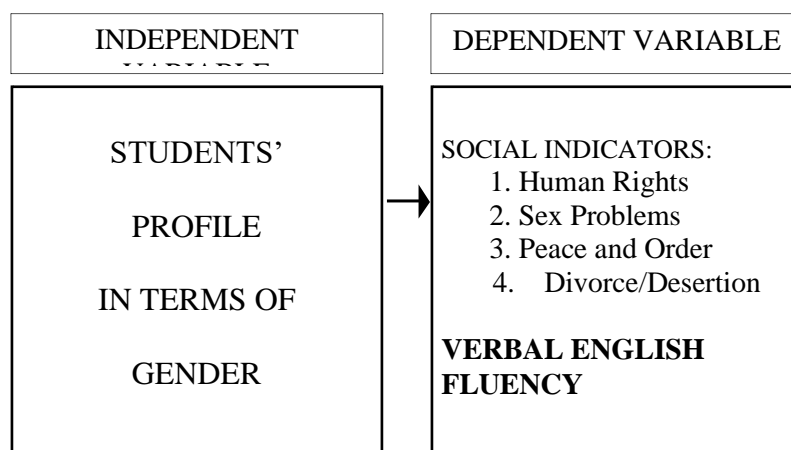 INDEPENDENT
VARIABLE
DEPENDENT VARIABLE
STUDENTS’
PROFILE
IN TERMS OF
GENDER
SOCIAL INDICATORS:
1. Human Rights
2. Sex Problems
3. Peace and Order
4. Divorce/Desertion
VERBAL ENGLISH
FLUENCY